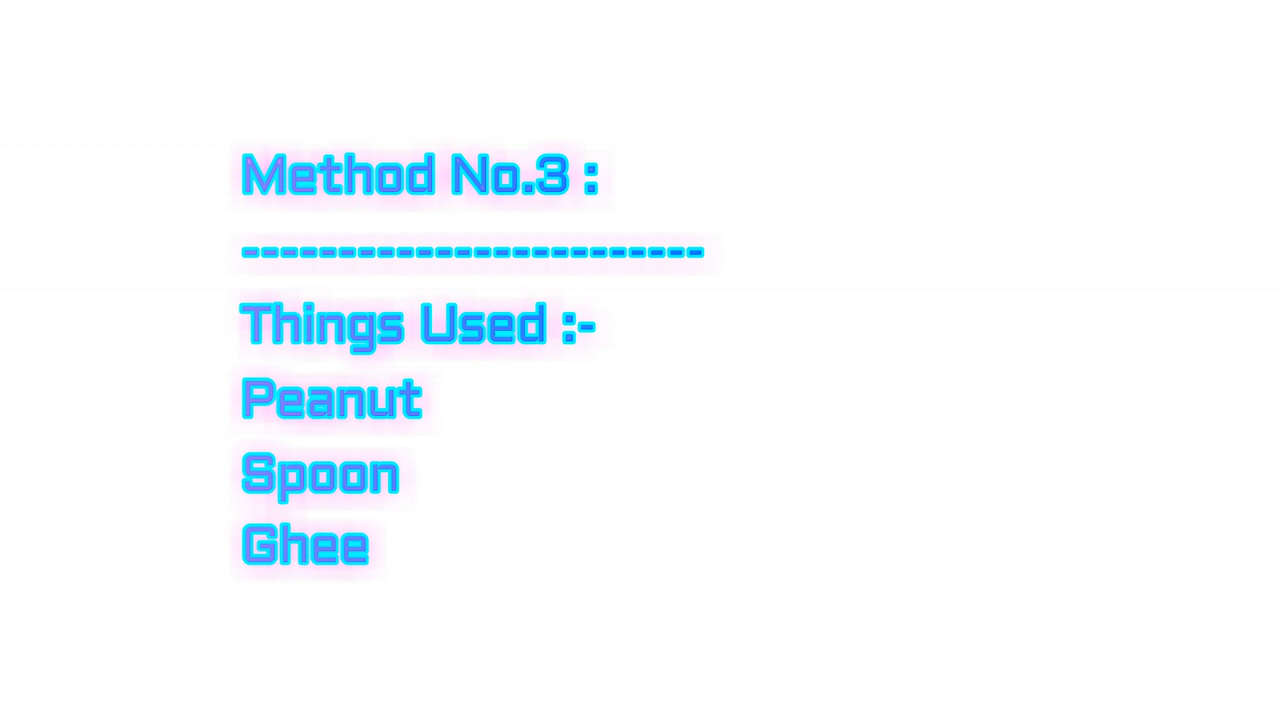 Method No.3 :
------------------------
Things Used :-
Peanut
Spoon
Ghee